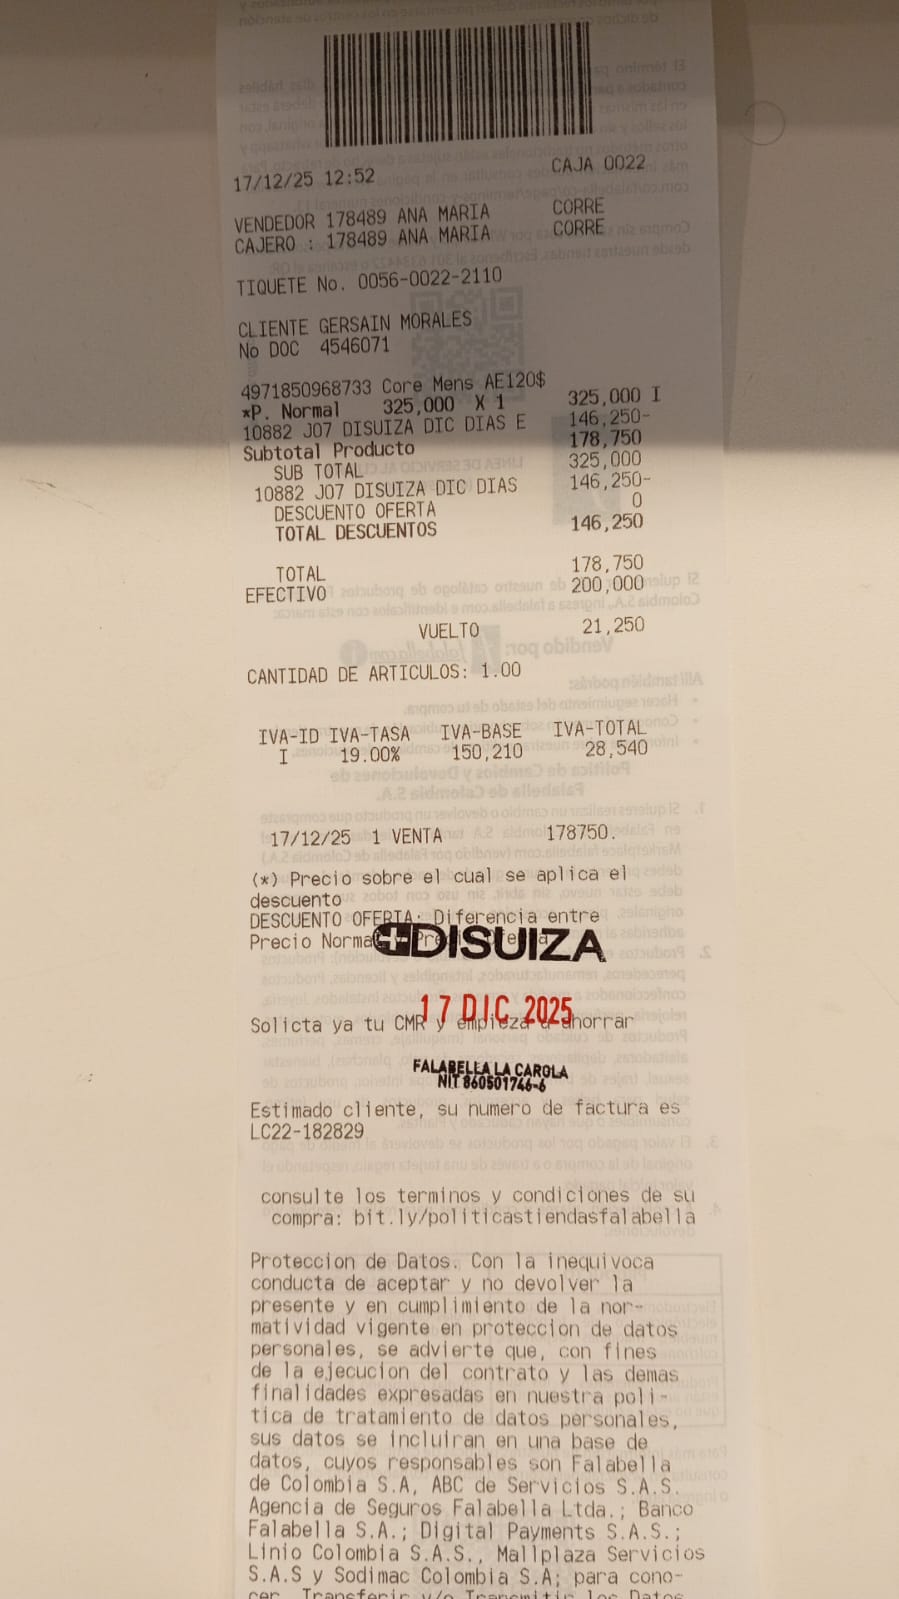 17/12/25 12:52 CAJA 0022
VENDEDOR 178489 ANA MARIA CORRE
CAJERO : 178489 ANA MARIA CORRE
TIQUETE No. 0056-0022-2110
CLIENTE GERSAIN MORALES
No DOC 4546071
4971850968733 Core Mens AE120$
*P. Normal 325,000 X 1 325,000 I
10882 J07 DISUIZA DIC DIAS E 146,250-
Subtotal Producto 178,750
SUB TOTAL 325,000
10882 J07 DISUIZA DIC DIAS 146,250-
DESCUENTO OFERTA 0
TOTAL DESCUENTOS 146,250
TOTAL 178,750
EFECTIVO 200,000
VUELTO 21,250
CANTIDAD DE ARTICULOS: 1.00
IVA-ID IVA-TASA IVA-BASE IVA-TOTAL
I 19.00% 150,210 28,540
17/12/25 1 VENTA 178750.
(*) Precio sobre el cual se aplica el
descuento
DESCUENTO OFERTA: Diferencia entre
Precio Normal y Precio Oferta
DISUIZA
17 DIC 2025
Solicta ya tu CMR y empieza a ahorrar
FALABELLA LA CAROLA
NIT 860501746-6
Estimado cliente, su numero de factura es
LC22-182829
consulte los terminos y condiciones de su
compra: bit.ly/politicastiendasfalabella
Proteccion de Datos. Con la inequivoca
conducta de aceptar y no devolver la
presente y en cumplimiento de la nor-
matividad vigente en proteccion de datos
personales, se advierte que, con fines
de la ejecucion del contrato y las demas
finalidades expresadas en nuestra poli-
tica de tratamiento de datos personales,
sus datos se incluiran en una base de
datos, cuyos responsables son Falabella
de Colombia S.A, ABC de Servicios S.A.S.
Agencia de Seguros Falabella Ltda.; Banco
Falabella S.A.; Digital Payments S.A.S.;
Linio Colombia S.A.S., Mallplaza Servicios
S.A.S y Sodimac Colombia S.A; para cono-
cer, Transferir y/o Transmitir los Datos